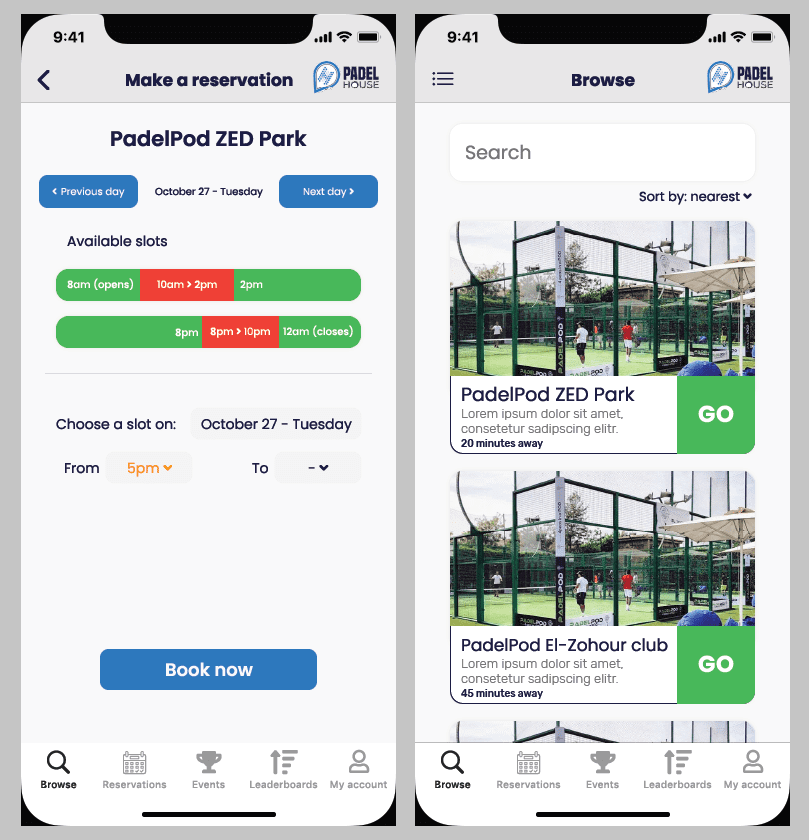 9:41
Make a reservation
PADEL
HOUSE
PadelPod ZED Park
‹ Previous day
October 27 - Tuesday
Next day ›
Available slots
8am (opens)
10am › 2pm
2pm
8pm
8pm › 10pm
12am (closes)
Choose a slot on:
October 27 - Tuesday
From
5pm
To
-
Book now
Browse
Reservations
Events
Leaderboards
My account
9:41
Browse
PADEL
HOUSE
Search
Sort by: nearest
PADELPOD
PadelPod ZED Park
Lorem ipsum dolor sit amet,
consetetur sadipscing elitr.
20 minutes away
GO
PADELPOD
PadelPod El-Zohour club
Lorem ipsum dolor sit amet,
consetetur sadipscing elitr.
45 minutes away
GO
Browse
Reservations
Events
Leaderboards
My account